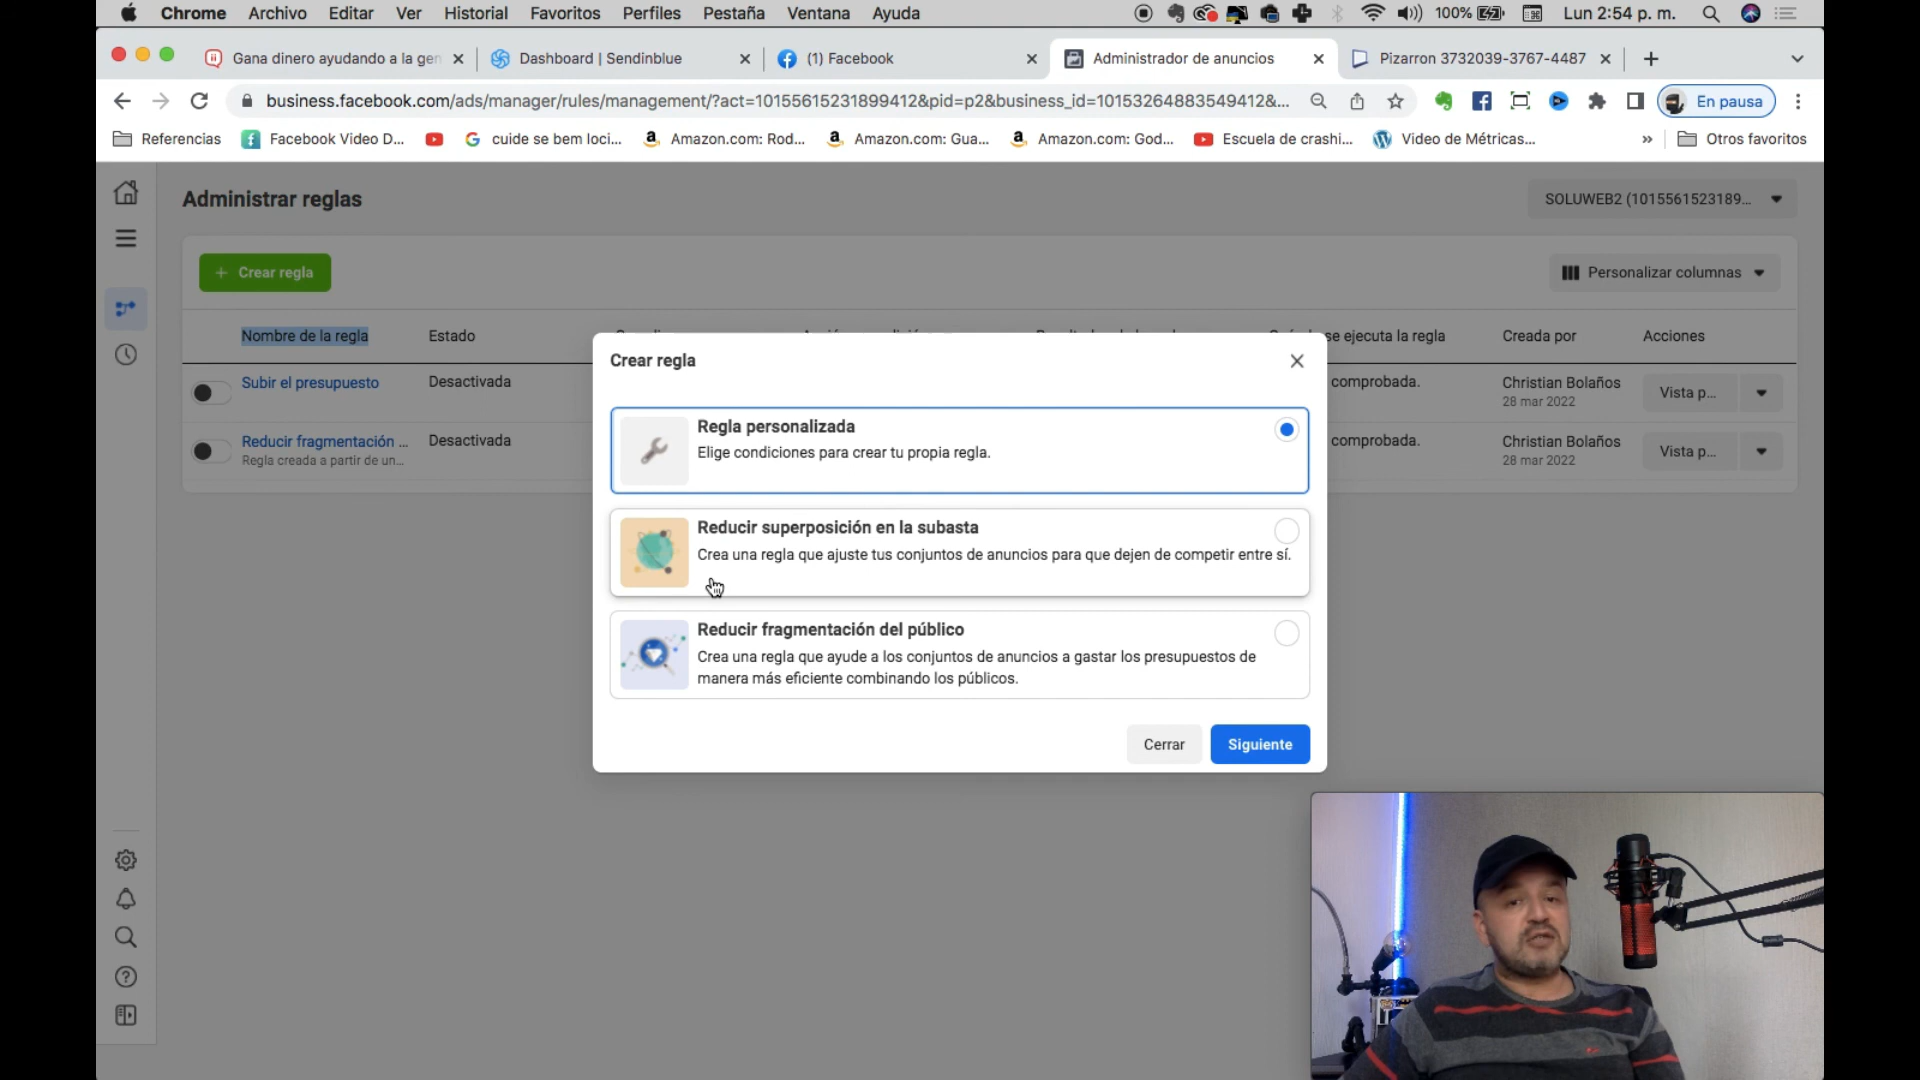 Chrome Archivo Editar Ver Historial Favoritos Perfiles Pestaña Ventana Ayuda 100% Lun 2:54 p. m.
Gana dinero ayudando a la gen Dashboard | Sendinblue (1) Facebook Administrador de anuncios Pizarron 3732039-3767-4487
business.facebook.com/ads/manager/rules/management/?act=10155615231899412&pid=p2&business_id=10153264883549412&... En pausa
Referencias Facebook Video D... cuide se bem loci... Amazon.com: Rod... Amazon.com: Gua... Amazon.com: God... Escuela de crashi... Video de Métricas... » Otros favoritos
Administrar reglas SOLUWEB2 (1015561523189...
+ Crear regla Personalizar columnas
Nombre de la regla Estado se ejecuta la regla Creada por Acciones
Subir el presupuesto Desactivada comprobada. Christian Bolaños Vista p...
28 mar 2022
Reducir fragmentación ... Desactivada comprobada. Christian Bolaños Vista p...
Regla creada a partir de un... 28 mar 2022
Crear regla
Regla personalizada
Elige condiciones para crear tu propia regla.
Reducir superposición en la subasta
Crea una regla que ajuste tus conjuntos de anuncios para que dejen de competir entre sí.
Reducir fragmentación del público
Crea una regla que ayude a los conjuntos de anuncios a gastar los presupuestos de
manera más eficiente combinando los públicos.
Cerrar Siguiente